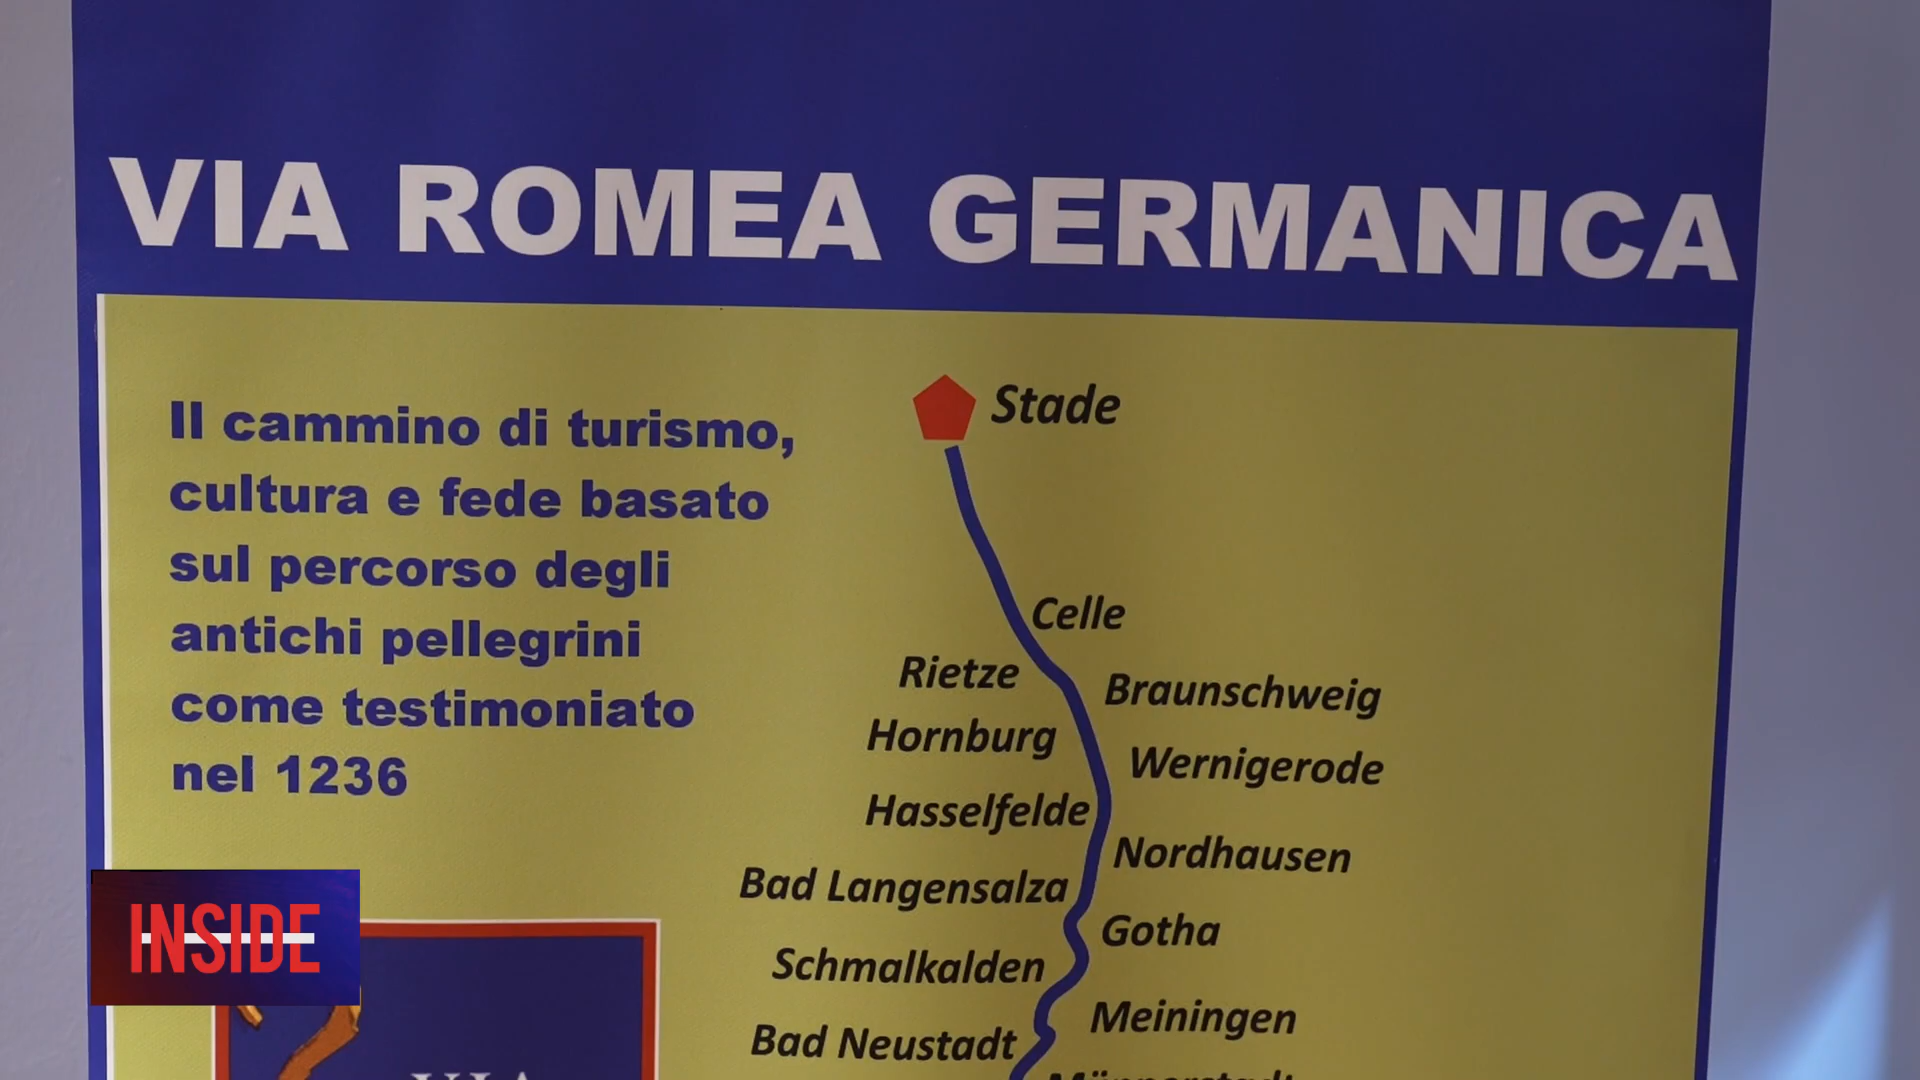 VIA ROMEA GERMANICA
Il cammino di turismo,
cultura e fede basato
sul percorso degli
antichi pellegrini
come testimoniato
nel 1236
Stade
Celle
Rietze
Braunschweig
Hornburg
Wernigerode
Hasselfelde
Nordhausen
Bad Langensalza
Gotha
Schmalkalden
Meiningen
Bad Neustadt
INSIDE
VIA